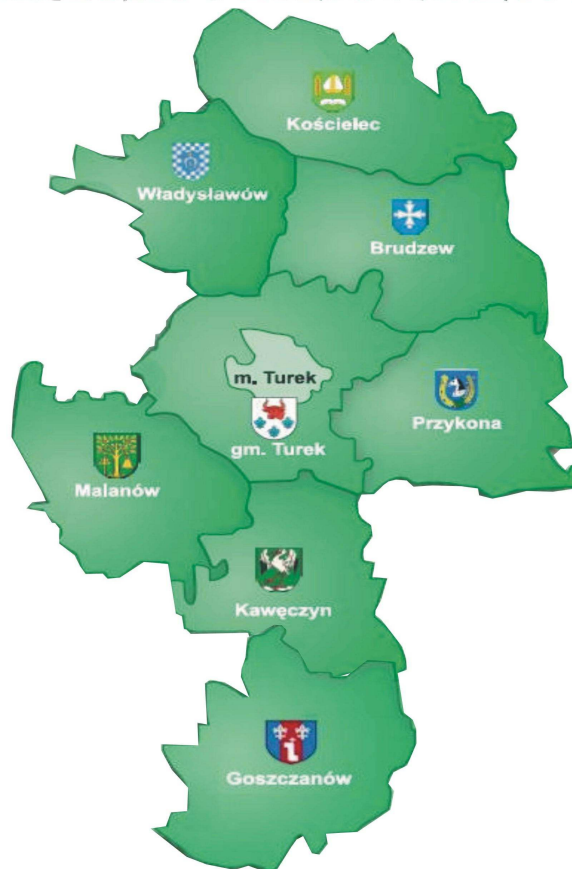 Kościelec
Władysławów
Brudzew
m. Turek
Przykona
gm. Turek
Malanów
Kawęczyn
Goszczanów